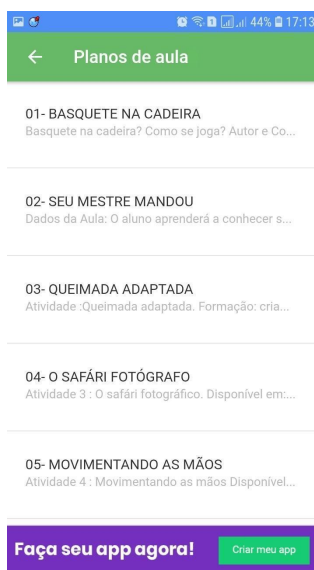 44% 17:13
Planos de aula
01- BASQUETE NA CADEIRA
Basquete na cadeira? Como se joga? Autor e Co...
02- SEU MESTRE MANDOU
Dados da Aula: O aluno aprenderá a conhecer s...
03- QUEIMADA ADAPTADA
Atividade :Queimada adaptada. Formação: cria...
04- O SAFÁRI FOTÓGRAFO
Atividade 3 : O safári fotográfico. Disponível em:...
05- MOVIMENTANDO AS MÃOS
Atividade 4 : Movimentando as mãos Disponível...
Faça seu app agora! Criar meu app